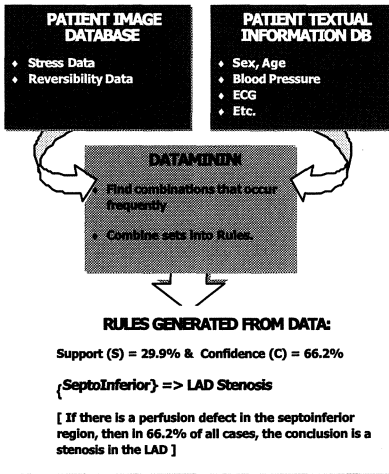 PATIENT IMAGE
DATABASE
♦ Stress Data
♦ Reversibility Data
PATIENT TEXTUAL
INFORMATION DB
♦ Sex, Age
♦ Blood Pressure
♦ ECG
♦ Etc.
DATAMINING
♦ Find combinations that occur
frequently
♦ Combine sets into Rules.
RULES GENERATED FROM DATA:
Support (S) = 29.9% & Confidence (C) = 66.2%
{SeptoInferior} => LAD Stenosis
[ If there is a perfusion defect in the septoinferior
region, then in 66.2% of all cases, the conclusion is a
stenosis in the LAD ]